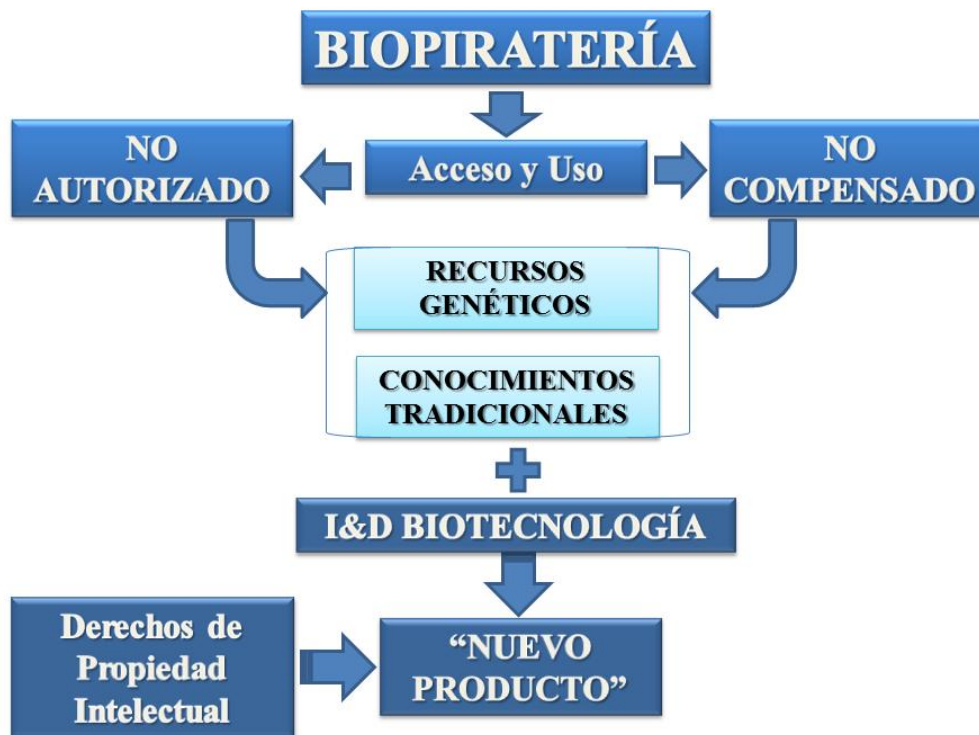 BIOPIRATERÍA
NO
AUTORIZADO
Acceso y Uso
NO
COMPENSADO
RECURSOS
GENÉTICOS
CONOCIMIENTOS
TRADICIONALES
I&D BIOTECNOLOGÍA
Derechos de
Propiedad
Intelectual
“NUEVO
PRODUCTO”